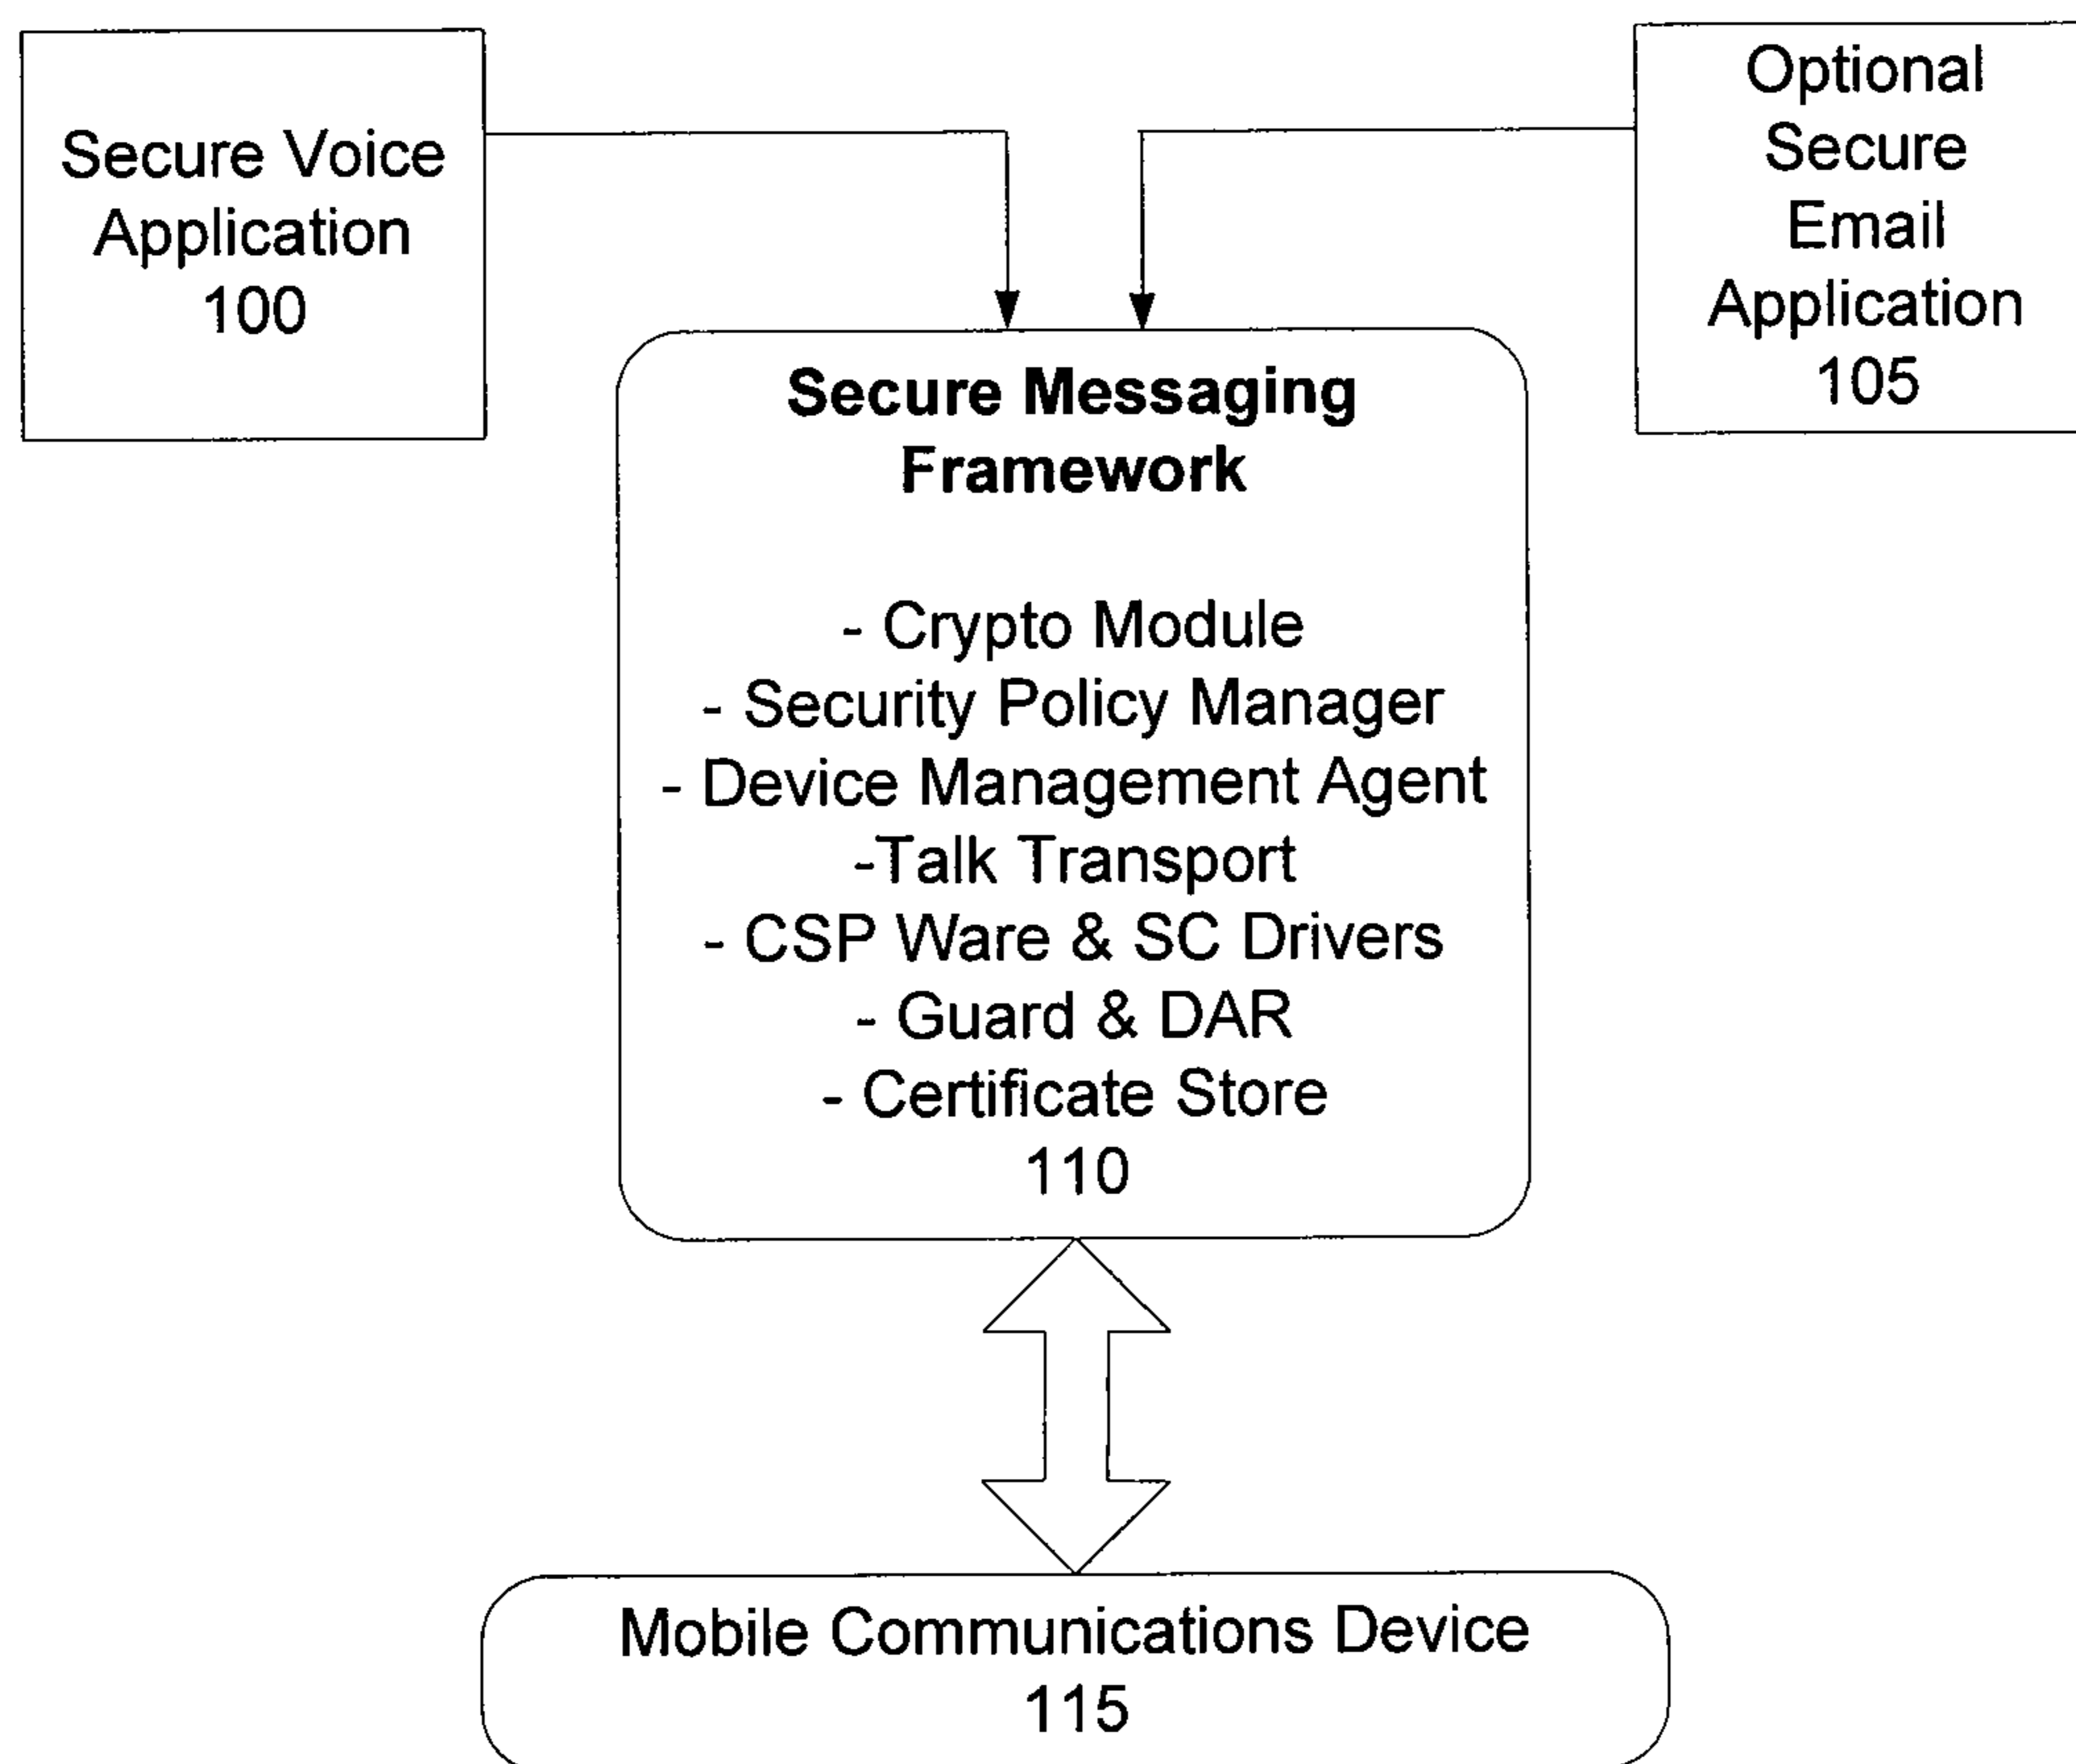 Secure Voice
Application
100
Optional
Secure
Email
Application
105
Secure Messaging
Framework
- Crypto Module
- Security Policy Manager
- Device Management Agent
-Talk Transport
- CSP Ware & SC Drivers
- Guard & DAR
- Certificate Store
110
Mobile Communications Device
115